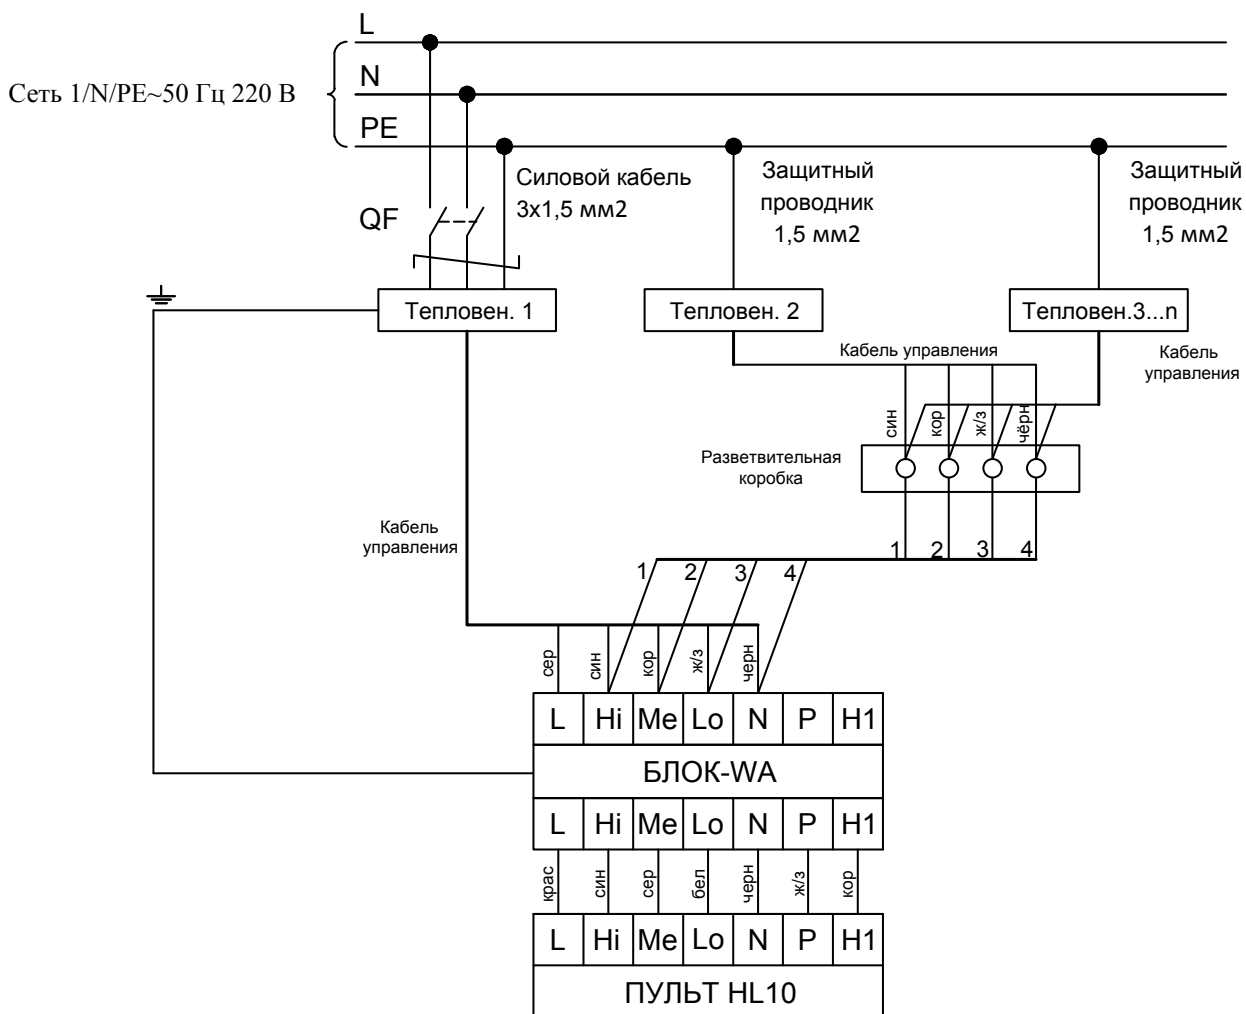 L
Сеть 1/N/PE~50 Гц 220 В
N
PE
Силовой кабель
3х1,5 мм2
Защитный
проводник
1,5 мм2
Защитный
проводник
1,5 мм2
QF
Тепловен. 1
Тепловен. 2
Тепловен.3...n
Кабель управления
Кабель
управления
син
кор
ж/з
чёрн
Разветвительная
коробка
Кабель
управления
1 2 3 4
1 2 3 4
сер
син
кор
ж/з
черн
L Hi Me Lo N P H1
БЛОК-WA
L Hi Me Lo N P H1
крас
син
сер
бел
черн
ж/з
кор
L Hi Me Lo N P H1
ПУЛЬТ HL10